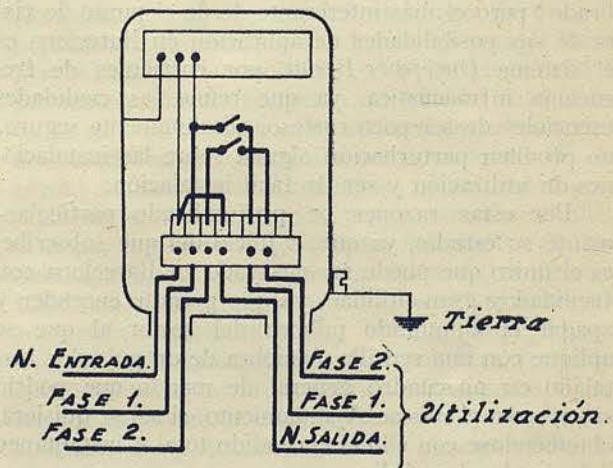 Tierra
N. ENTRADA.
FASE 1.
FASE 2.
FASE 2.
FASE 1.
N. SALIDA.
Utilización.